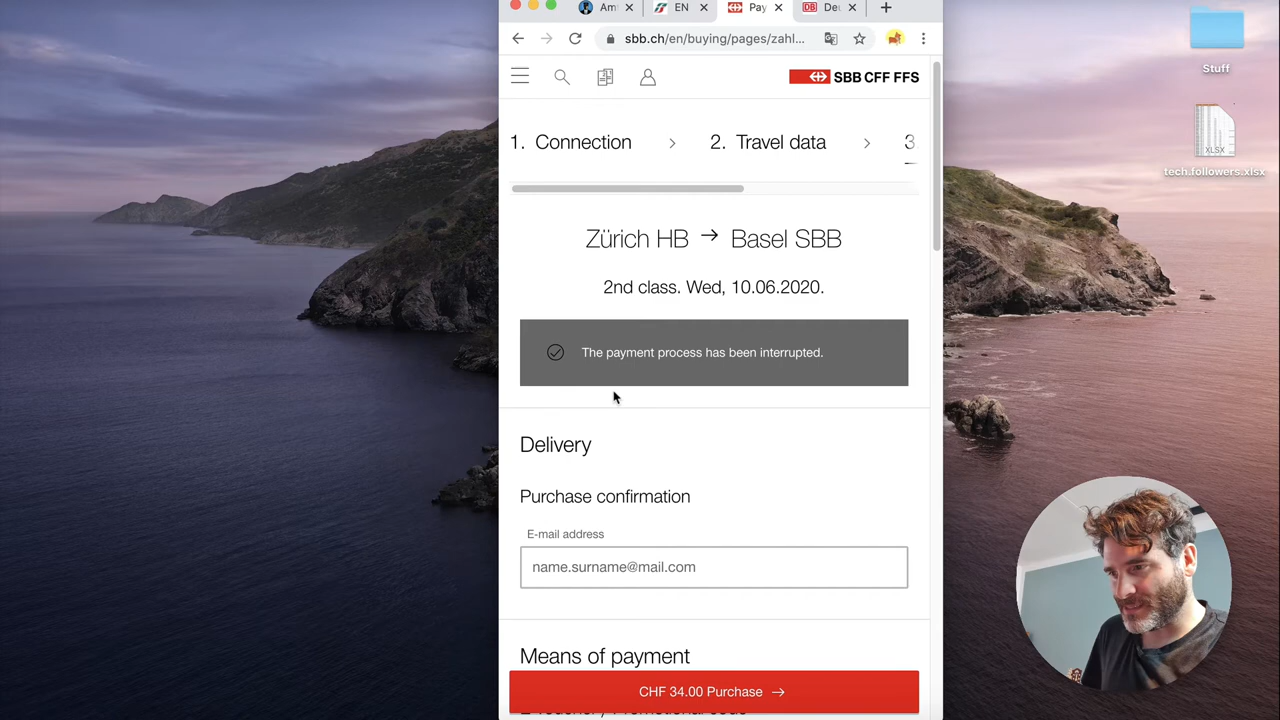 Am
EN
Pay
De
sbb.ch/en/buying/pages/zahl...
SBB CFF FFS
1. Connection
2. Travel data
3
Zürich HB → Basel SBB
2nd class. Wed, 10.06.2020.
The payment process has been interrupted.
Delivery
Purchase confirmation
E-mail address
name.surname@mail.com
Means of payment
CHF 34.00 Purchase →
Stuff
XLSX
tech.followers.xlsx